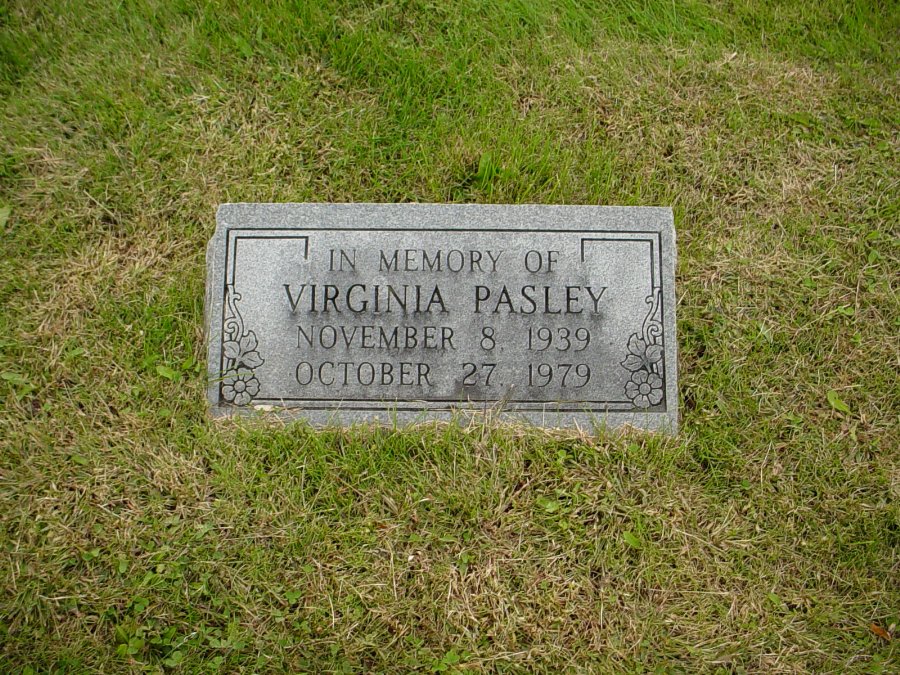 IN MEMORY OF
VIRGINIA PASLEY
NOVEMBER 8 1939
OCTOBER 27, 1979